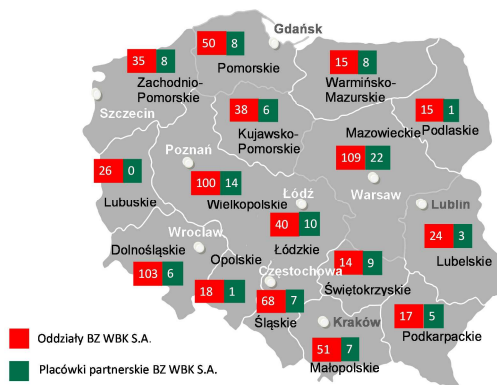 Gdańsk
50 8
Pomorskie
35 8
Zachodnio-
Pomorskie
15 8
Warmińsko-
Mazurskie
Szczecin
38 6
Kujawsko-
Pomorskie
15 1
Podlaskie
Mazowieckie
109 22
Warsaw
Poznań
26 0
Lubuskie
100 14
Wielkopolskie
Łódź
40 10
Łódzkie
Lublin
24 3
Lubelskie
Wrocław
Dolnośląskie
103 6
Opolskie
18 1
Częstochowa
68 7
Śląskie
14 9
Świętokrzyskie
17 5
Podkarpackie
Kraków
51 7
Małopolskie
Oddziały BZ WBK S.A.
Placówki partnerskie BZ WBK S.A.